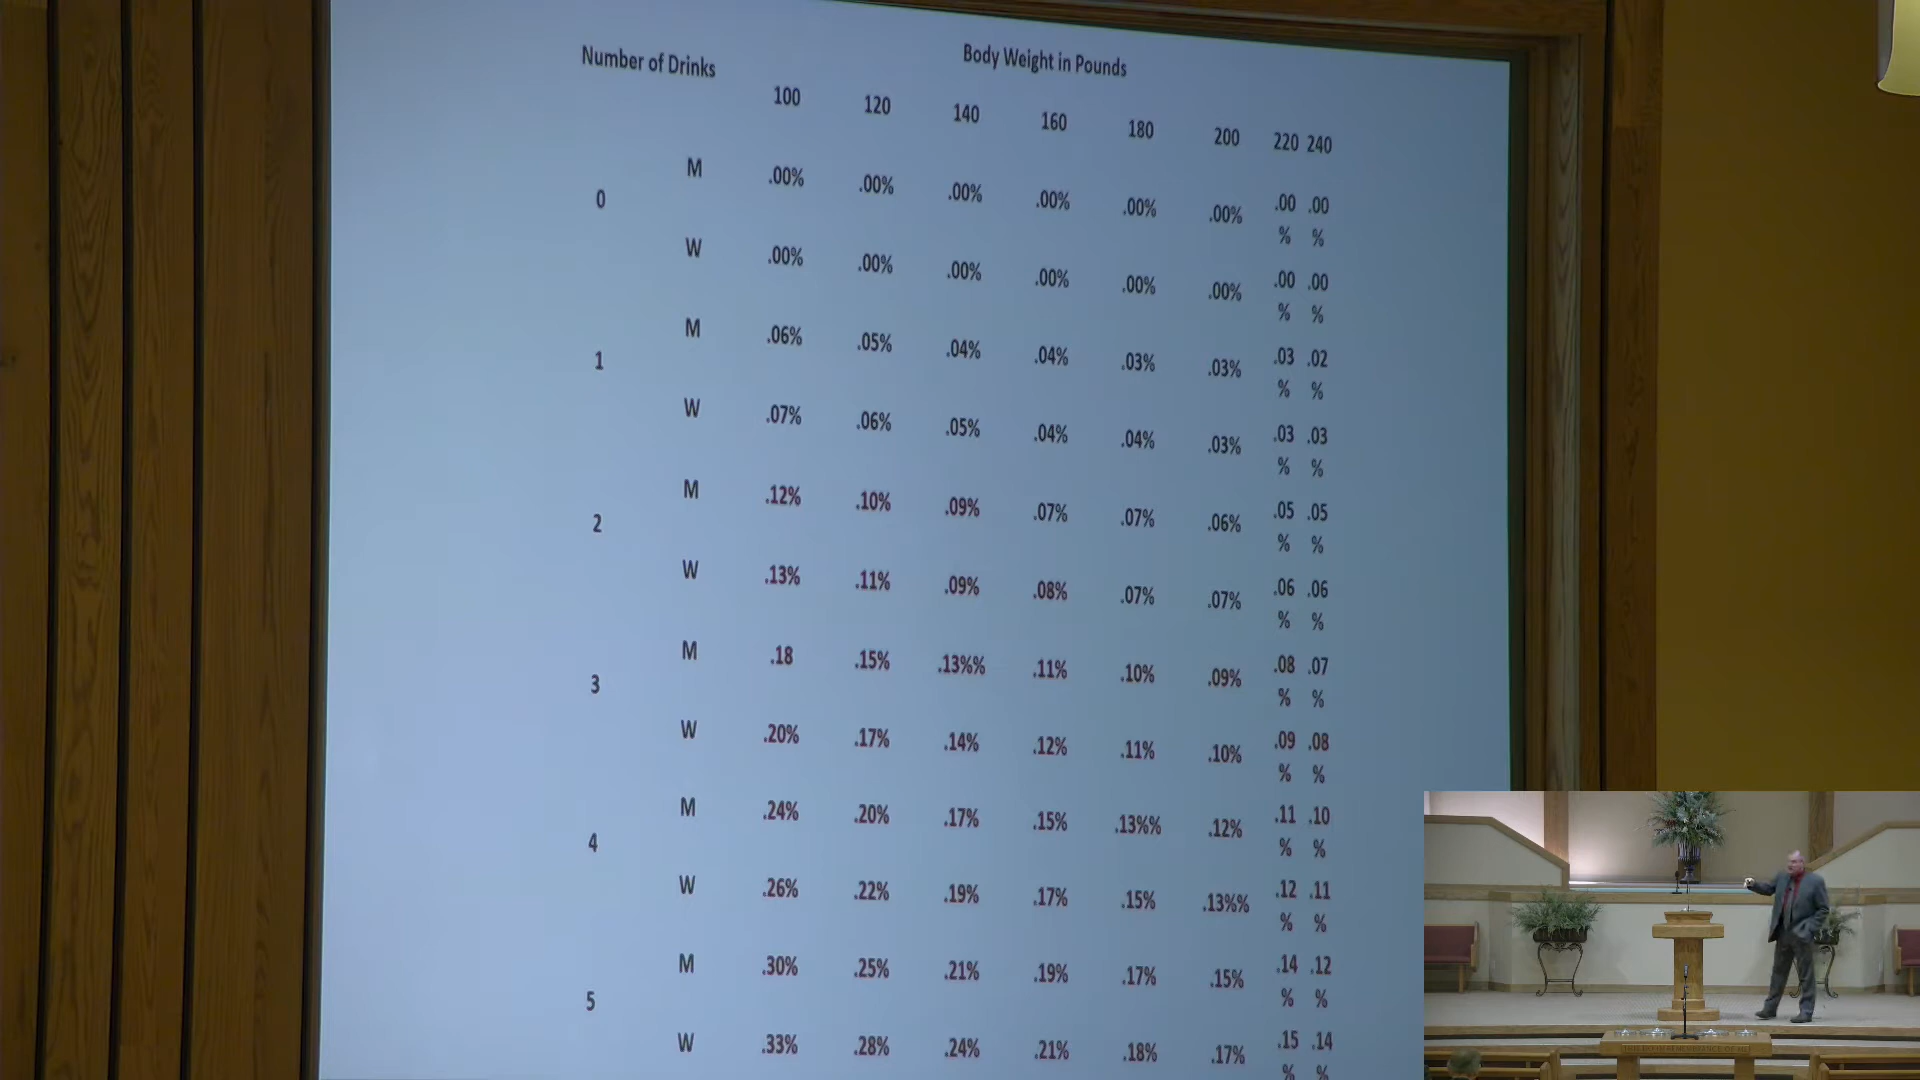 Number of Drinks Body Weight in Pounds
100 120 140 160 180 200 220 240
0
M .00% .00% .00% .00% .00% .00% .00 % .00 %
W .00% .00% .00% .00% .00% .00% .00 % .00 %
1
M .06% .05% .04% .04% .03% .03% .03 % .02 %
W .07% .06% .05% .04% .04% .03% .03 % .03 %
2
M .12% .10% .09% .07% .07% .06% .05 % .05 %
W .13% .11% .09% .08% .07% .07% .06 % .06 %
3
M .18 .15% .13%% .11% .10% .09% .08 % .07 %
W .20% .17% .14% .12% .11% .10% .09 % .08 %
4
M .24% .20% .17% .15% .13%% .12% .11 % .10 %
W .26% .22% .19% .17% .15% .13%% .12 % .11 %
5
M .30% .25% .21% .19% .17% .15% .14 % .12 %
W .33% .28% .24% .21% .18% .17% .15 % .14 %